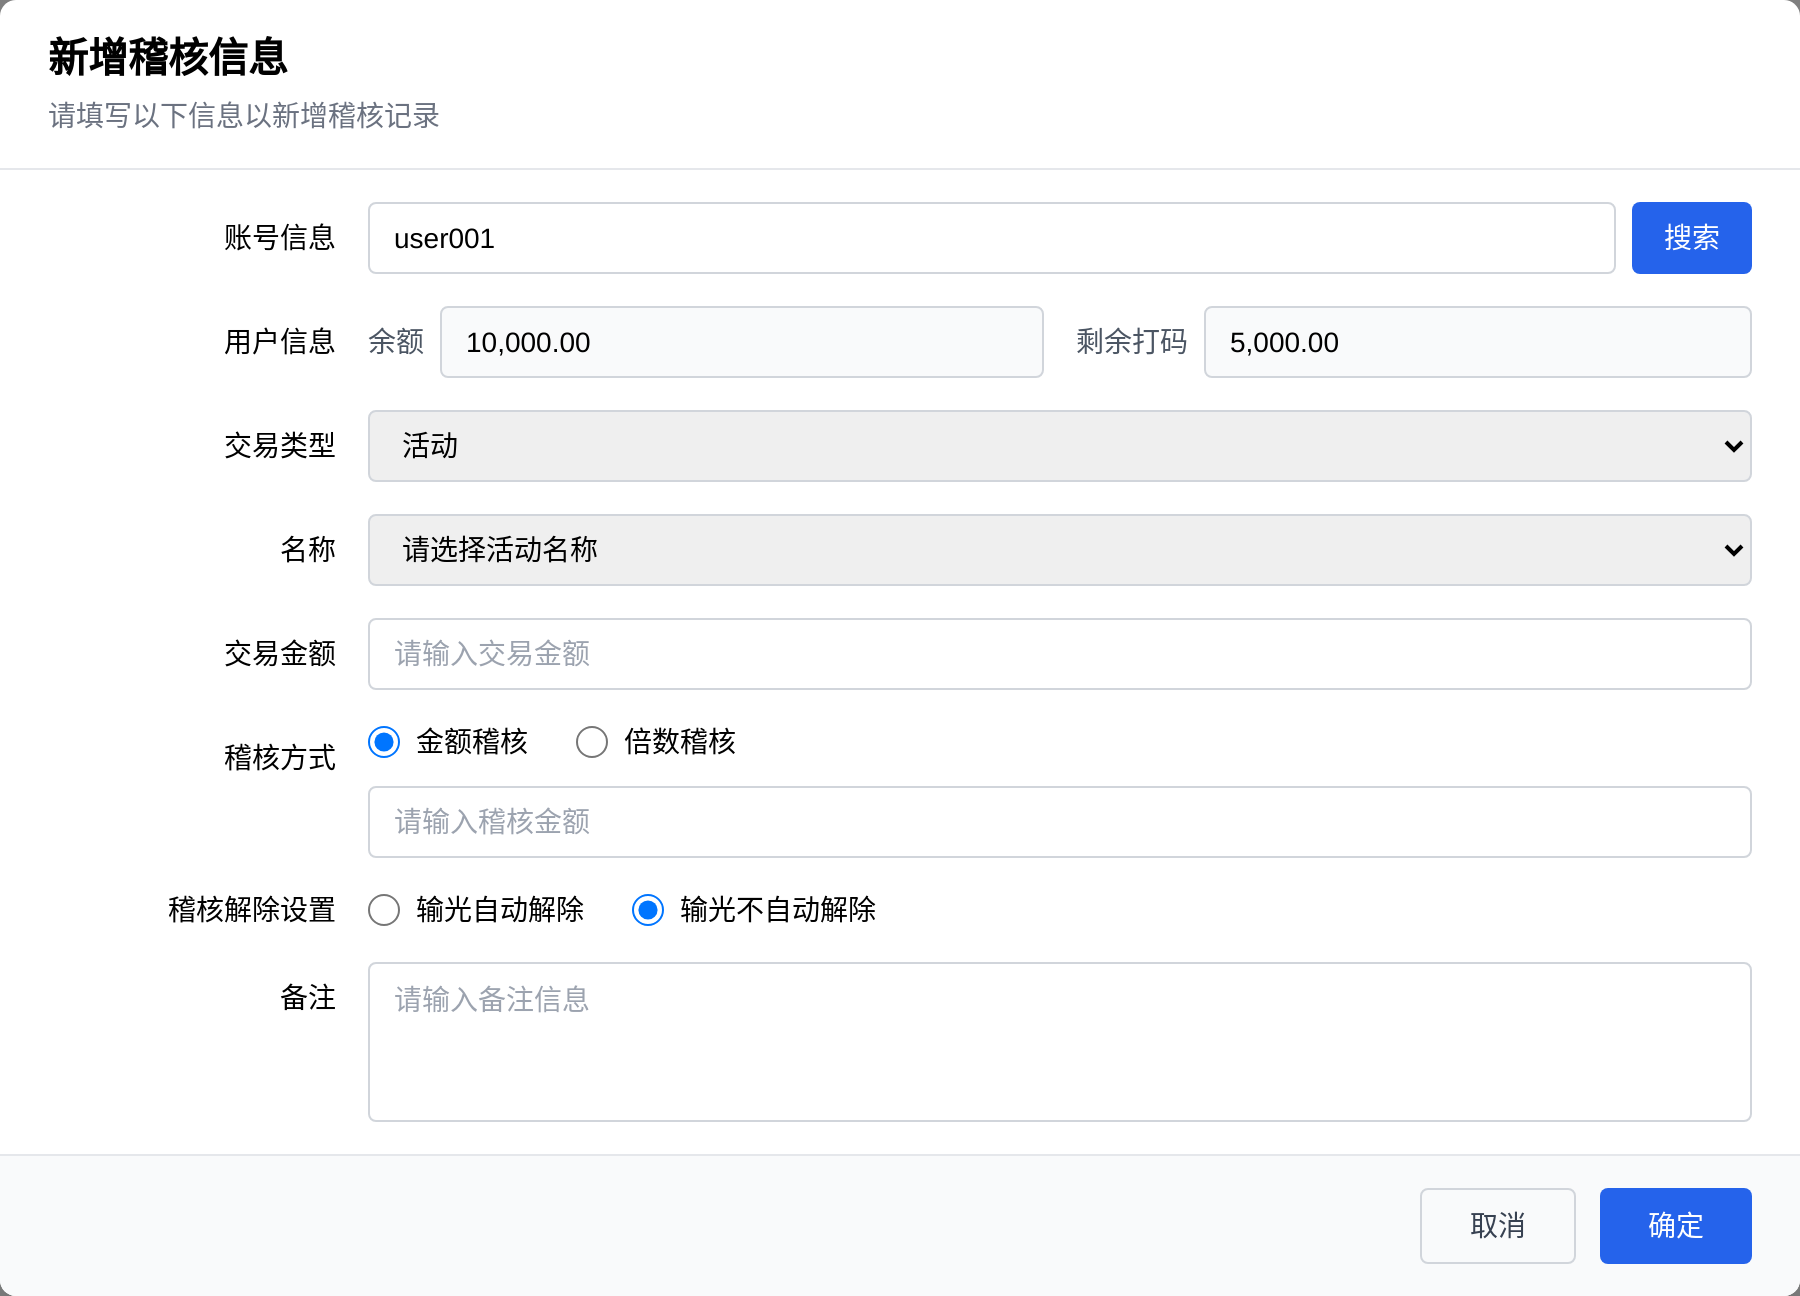 新增稽核信息
请填写以下信息以新增稽核记录
账号信息 user001 搜索
用户信息 余额 10,000.00 剩余打码 5,000.00
交易类型 活动
名称 请选择活动名称
交易金额 请输入交易金额
稽核方式 金额稽核 倍数稽核
请输入稽核金额
稽核解除设置 输光自动解除 输光不自动解除
备注 请输入备注信息
取消 确定